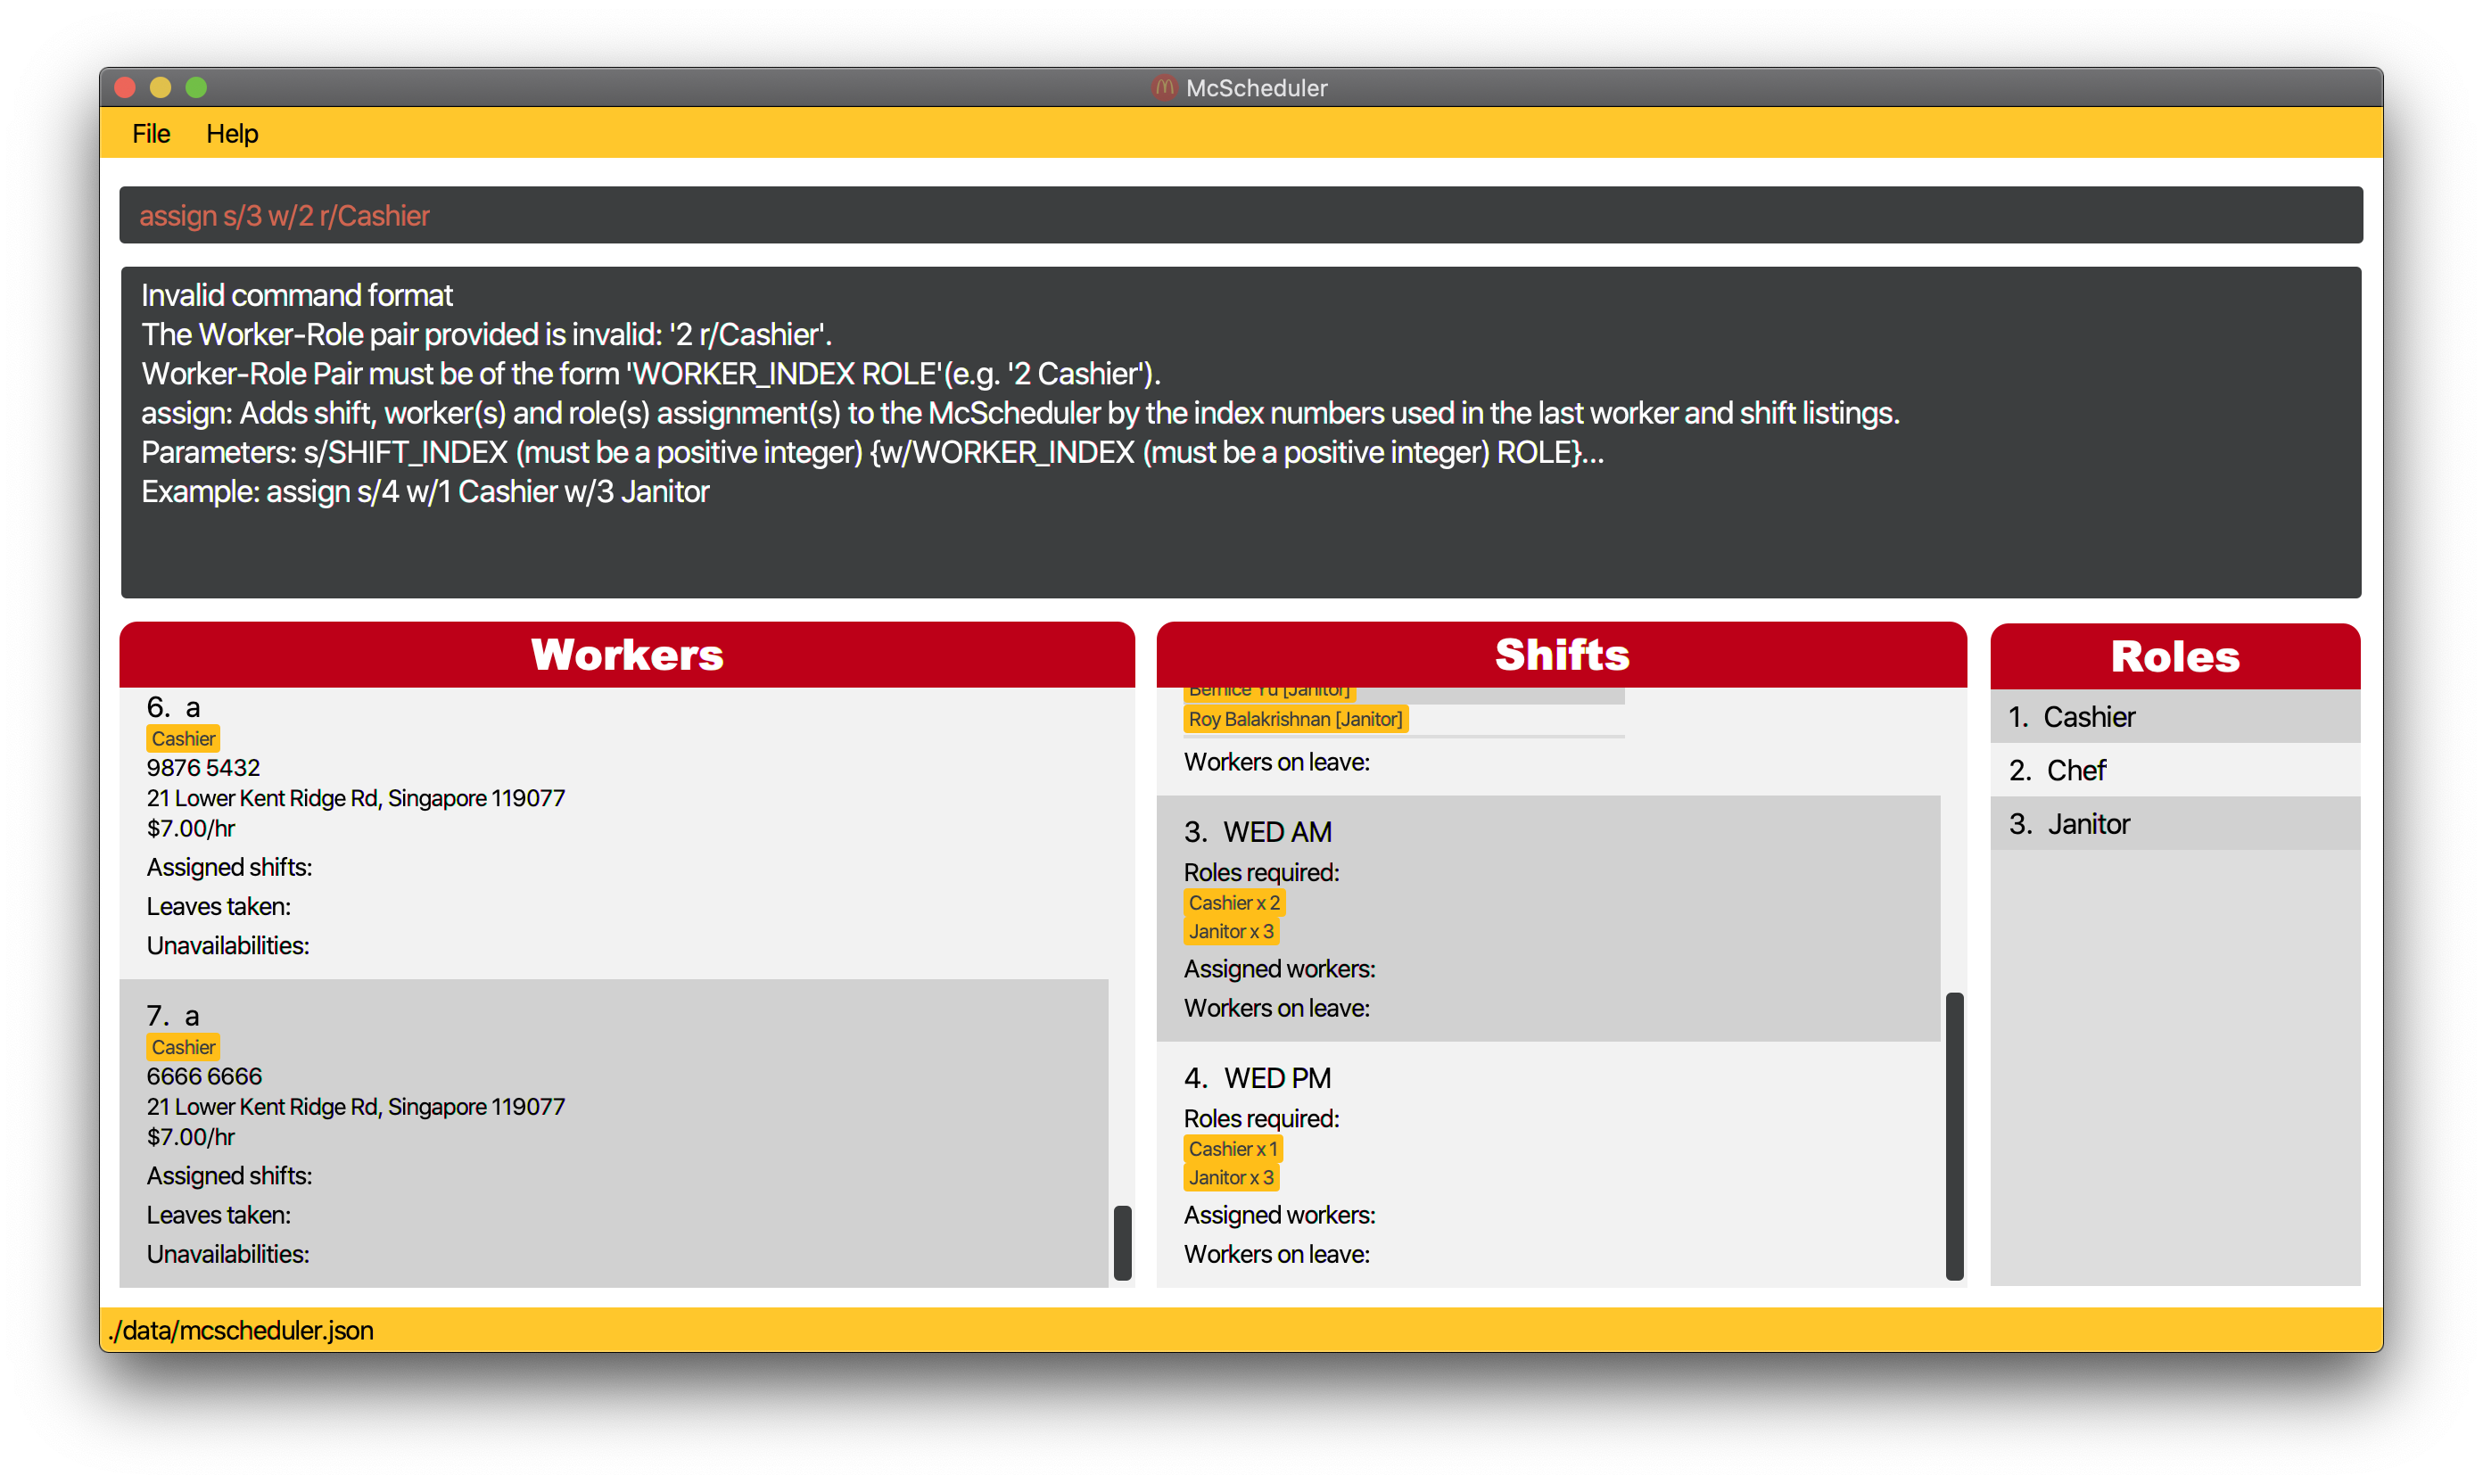 McScheduler
File Help
assign s/3 w/2 r/Cashier
Invalid command format
The Worker-Role pair provided is invalid: '2 r/Cashier'.
Worker-Role Pair must be of the form 'WORKER_INDEX ROLE'(e.g. '2 Cashier').
assign: Adds shift, worker(s) and role(s) assignment(s) to the McScheduler by the index numbers used in the last worker and shift listings.
Parameters: s/SHIFT_INDEX (must be a positive integer) {w/WORKER_INDEX (must be a positive integer) ROLE}...
Example: assign s/4 w/1 Cashier w/3 Janitor
Workers
6. a
Cashier
9876 5432
21 Lower Kent Ridge Rd, Singapore 119077
$7.00/hr
Assigned shifts:
Leaves taken:
Unavailabilities:
7. a
Cashier
6666 6666
21 Lower Kent Ridge Rd, Singapore 119077
$7.00/hr
Assigned shifts:
Leaves taken:
Unavailabilities:
Shifts
Bernice Yu [Janitor]
Roy Balakrishnan [Janitor]
Workers on leave:
3. WED AM
Roles required:
Cashier x 2
Janitor x 3
Assigned workers:
Workers on leave:
4. WED PM
Roles required:
Cashier x 1
Janitor x 3
Assigned workers:
Workers on leave:
Roles
1. Cashier
2. Chef
3. Janitor
./data/mcscheduler.json